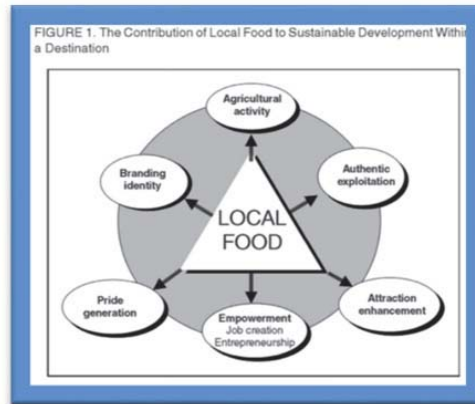 FIGURE 1. The Contribution of Local Food to Sustainable Development Within
a Destination
Agricultural
activity
Branding
identity
Authentic
exploitation
LOCAL
FOOD
Pride
generation
Empowerment
Job creation
Entrepreneurship
Attraction
enhancement